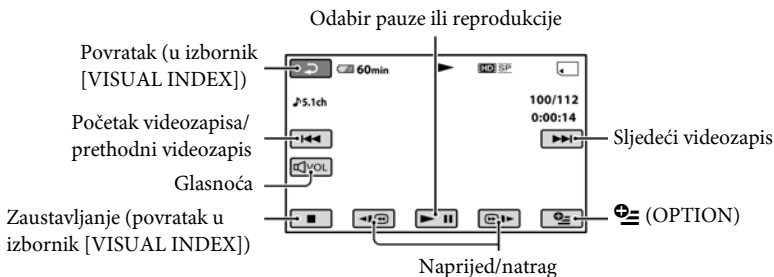 Odabir pauze ili reprodukcije
Povratak (u izbornik
[VISUAL INDEX])
60min
HD SP
♪5.1ch
100/112
0:00:14
Početak videozapisa/
prethodni videozapis
Sljedeći videozapis
VOL
Glasnoća
Zaustavljanje (povratak u
izbornik [VISUAL INDEX])
(OPTION)
Naprijed/natrag